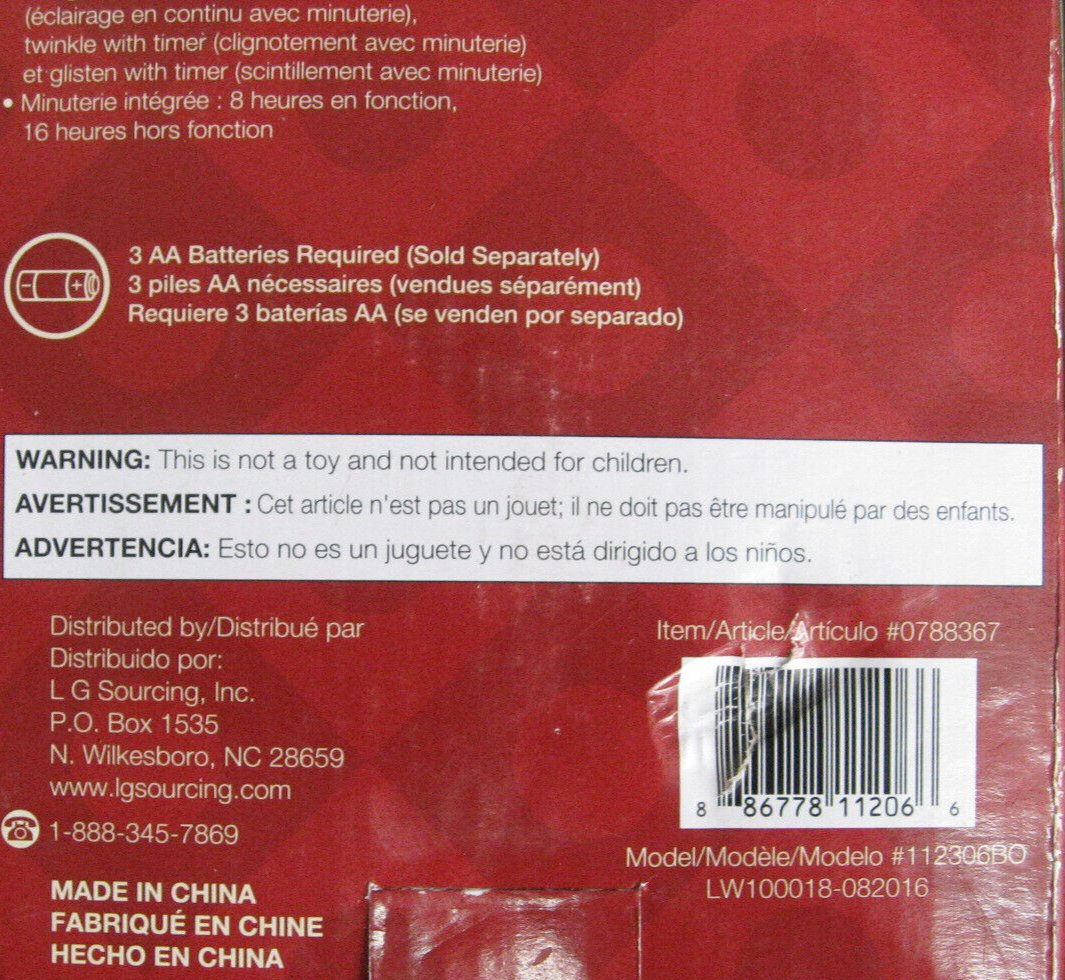 (éclairage en continu avec minuterie),
twinkle with timer (clignotement avec minuterie)
et glisten with timer (scintillement avec minuterie)
• Minuterie intégrée : 8 heures en fonction,
16 heures hors fonction
3 AA Batteries Required (Sold Separately)
3 piles AA nécessaires (vendues séparément)
Requiere 3 baterías AA (se venden por separado)
WARNING: This is not a toy and not intended for children.
AVERTISSEMENT : Cet article n'est pas un jouet; il ne doit pas être manipulé par des enfants.
ADVERTENCIA: Esto no es un juguete y no está dirigido a los niños.
Distributed by/Distribué par
Distribuido por:
L G Sourcing, Inc.
P.O. Box 1535
N. Wilkesboro, NC 28659
www.lgsourcing.com
1-888-345-7869
MADE IN CHINA
FABRIQUÉ EN CHINE
HECHO EN CHINA
Item/Article/Artículo #0788367
8 86778 11206 6
Model/Modèle/Modelo #112306BO
LW100018-082016